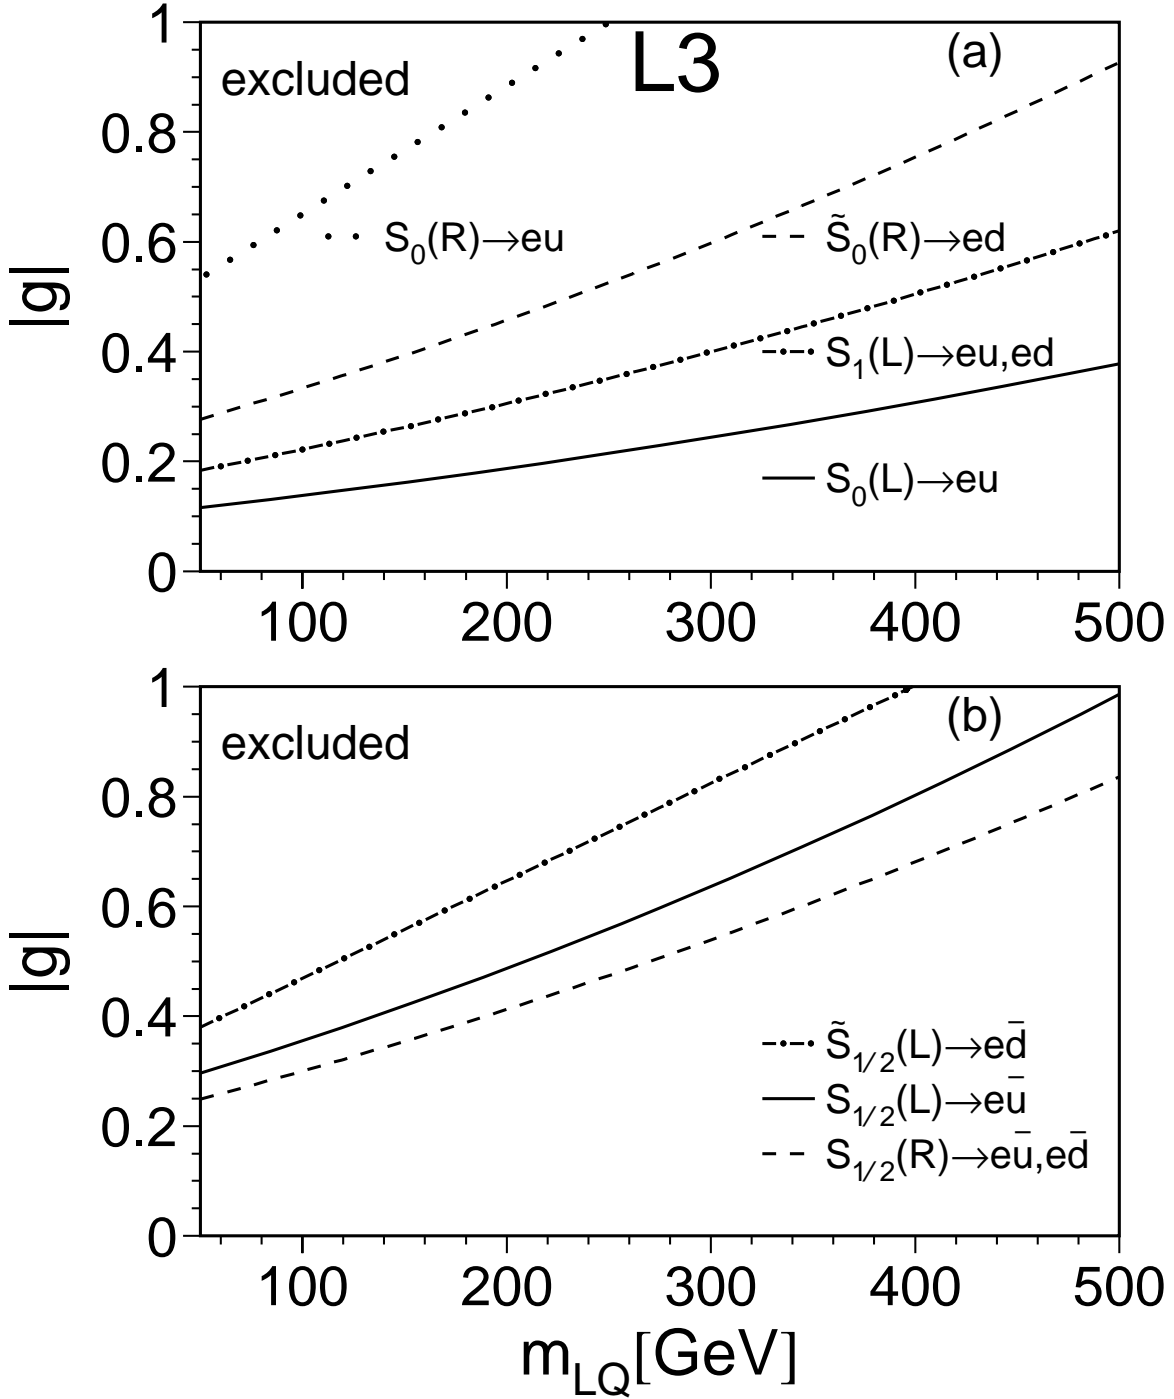 L3
(a)
excluded
1
0.8
0.6
0.4
0.2
0
|g|
S₀(R)→eu
S̃₀(R)→ed
S₁(L)→eu,ed
S₀(L)→eu
100 200 300 400 500
(b)
excluded
1
0.8
0.6
0.4
0.2
0
|g|
S̃₁/₂(L)→ed̄
S₁/₂(L)→eū
S₁/₂(R)→eū,ed̄
100 200 300 400 500
m_LQ[GeV]